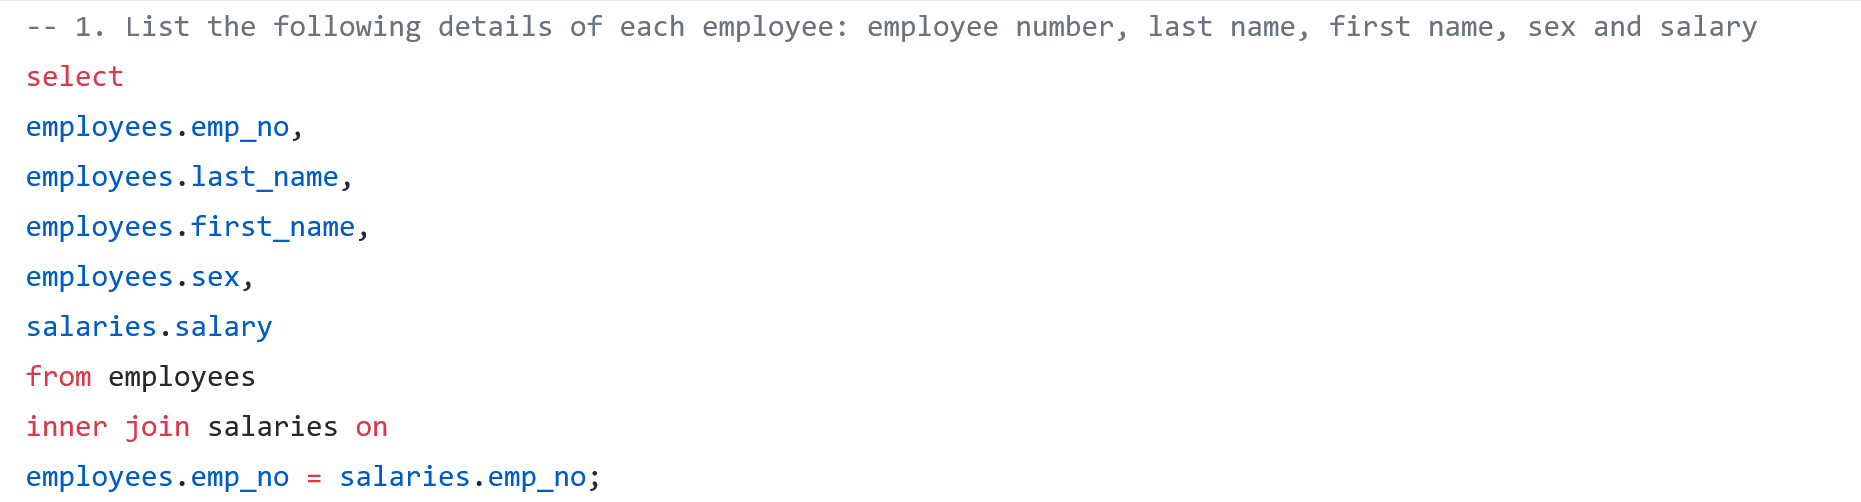 -- 1. List the following details of each employee: employee number, last name, first name, sex and salary
select
employees.emp_no,
employees.last_name,
employees.first_name,
employees.sex,
salaries.salary
from employees
inner join salaries on
employees.emp_no = salaries.emp_no;